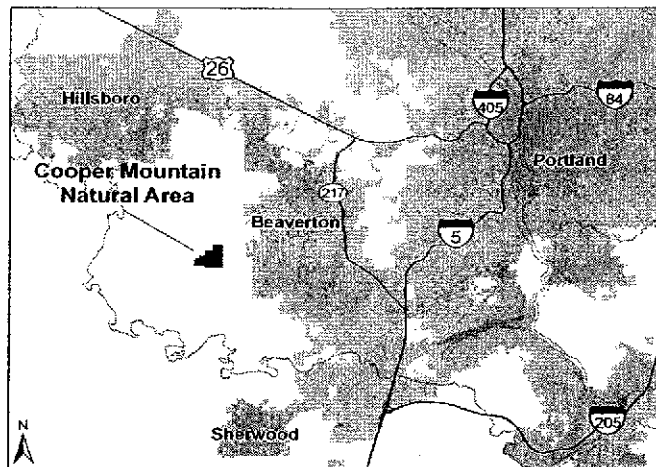 26
Hillsboro
405
84
Cooper Mountain
Natural Area
Portland
217
Beaverton
5
N
Sherwood
205